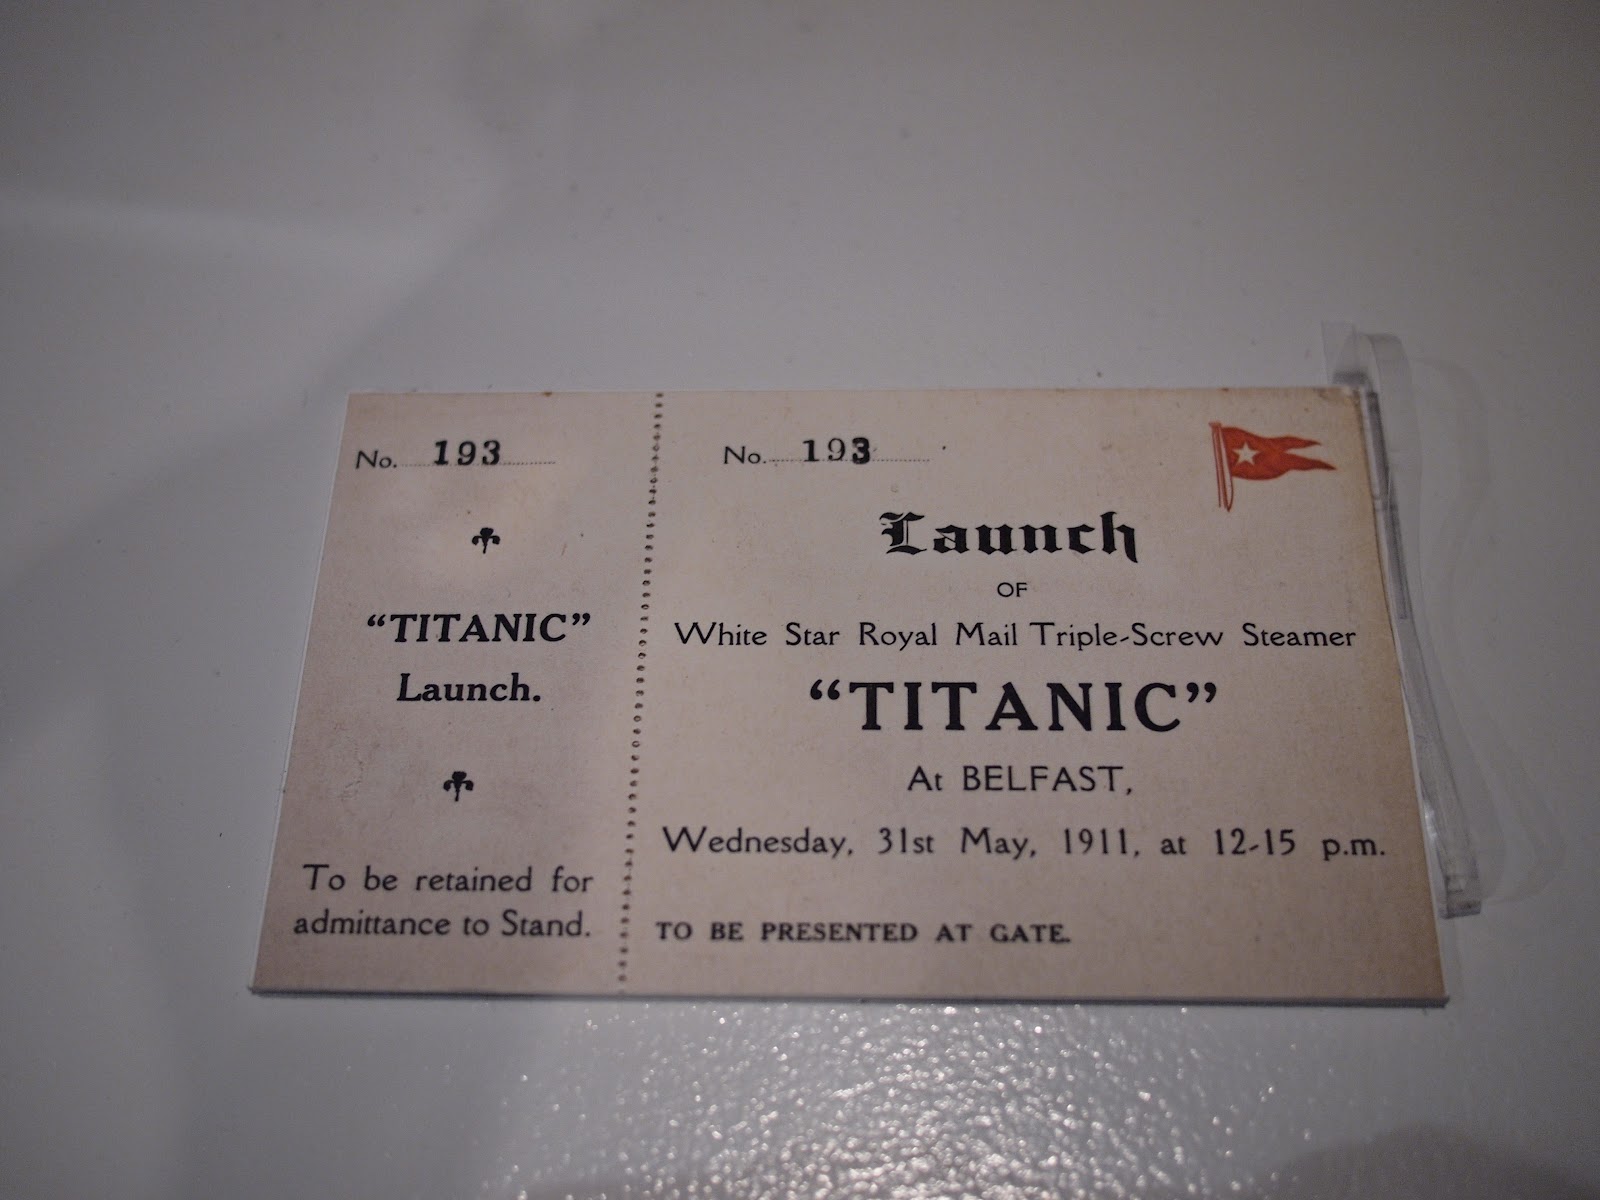 No. 193
"TITANIC"
Launch.
To be retained for
admittance to Stand.
No. 193
Launch
OF
White Star Royal Mail Triple-Screw Steamer
"TITANIC"
At BELFAST,
Wednesday, 31st May, 1911, at 12-15 p.m.
TO BE PRESENTED AT GATE.